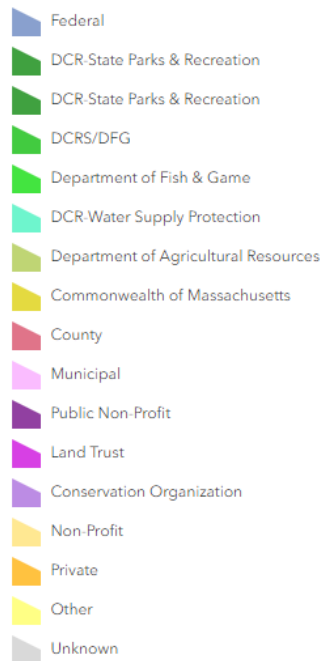 Federal
DCR-State Parks & Recreation
DCR-State Parks & Recreation
DCRS/DFG
Department of Fish & Game
DCR-Water Supply Protection
Department of Agricultural Resources
Commonwealth of Massachusetts
County
Municipal
Public Non-Profit
Land Trust
Conservation Organization
Non-Profit
Private
Other
Unknown